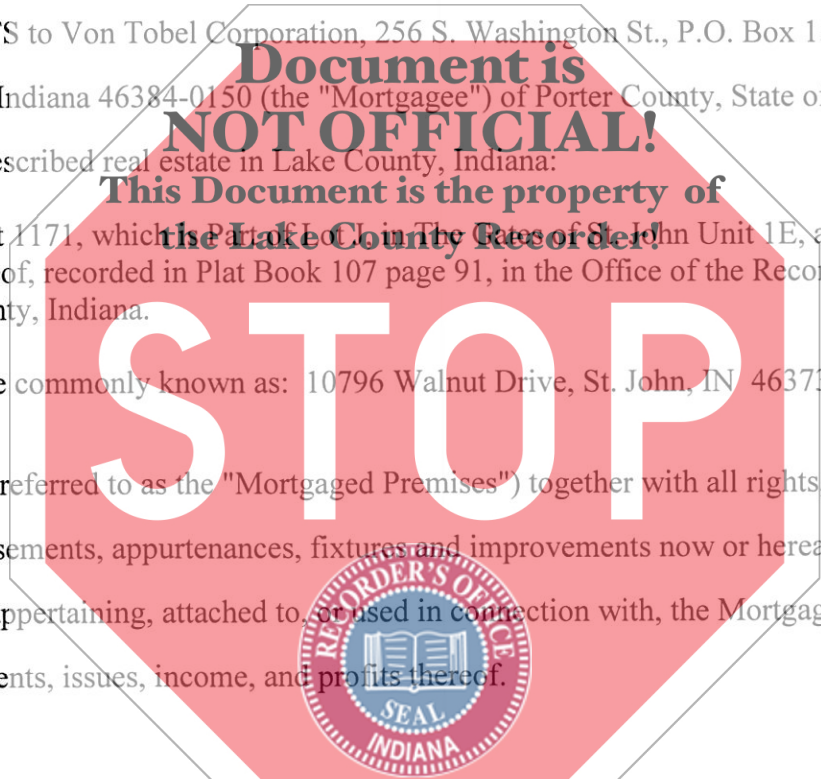 TS to Von Tobel Corporation, 256 S. Washington St., P.O. Box 1
Document is
Indiana 46384-0150 (the "Mortgagee") of Porter County, State of
NOT OFFICIAL!
scribed real estate in Lake County, Indiana:
This Document is the property of
t 1171, which is Part of Lot J, in The Gates of St. John Unit 1E, a
the Lake County Recorder!
of, recorded in Plat Book 107 page 91, in the Office of the Recor
nty, Indiana.
STOP
e commonly known as: 10796 Walnut Drive, St. John, IN 46373
referred to as the "Mortgaged Premises") together with all rights
sements, appurtenances, fixtures and improvements now or herea
ppertaining, attached to, or used in connection with, the Mortgag
ents, issues, income, and profits thereof.
RECORDER'S OFFICE
SEAL
INDIANA